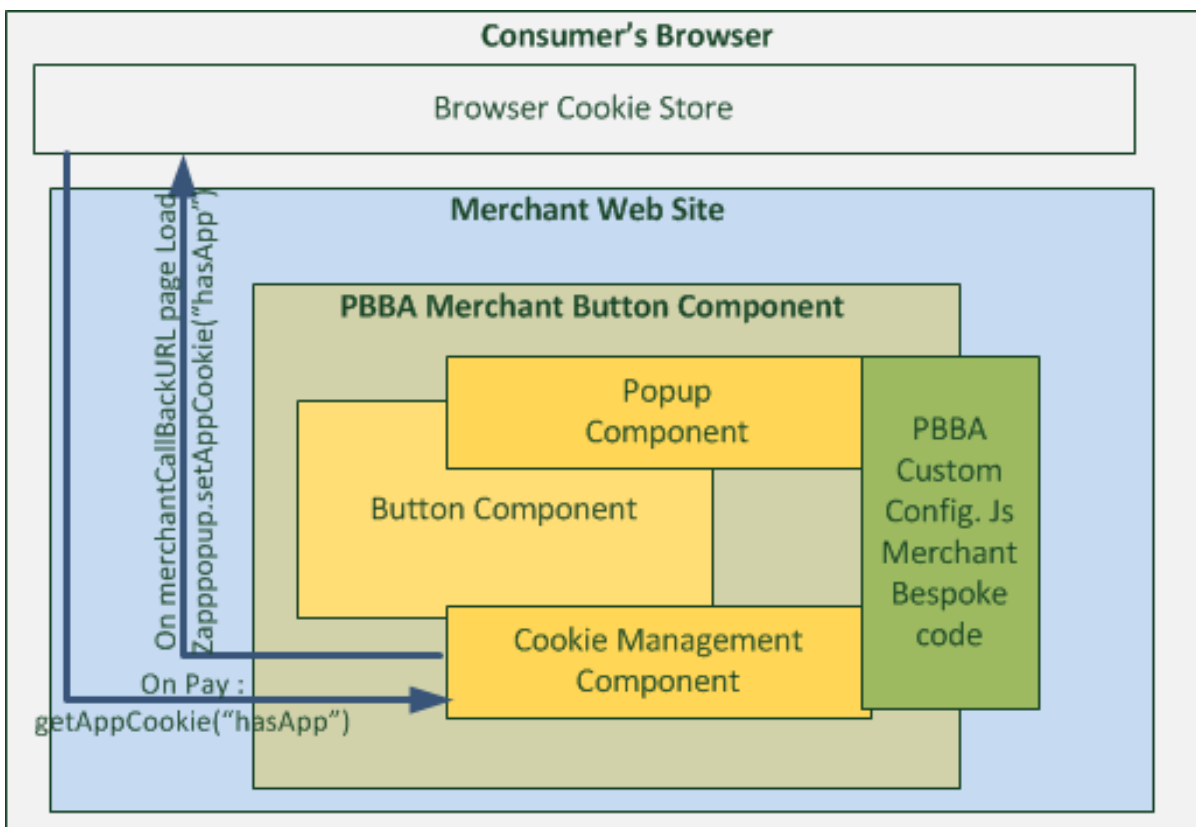 Consumer's Browser
Browser Cookie Store
Merchant Web Site
On merchantCallBackURL page Load
Zapppopup.setAppCookie("hasApp")
PBBA Merchant Button Component
Popup
Component
Button Component
PBBA
Custom
Config. Js
Merchant
Bespoke
code
Cookie Management
Component
On Pay :
getAppCookie("hasApp")